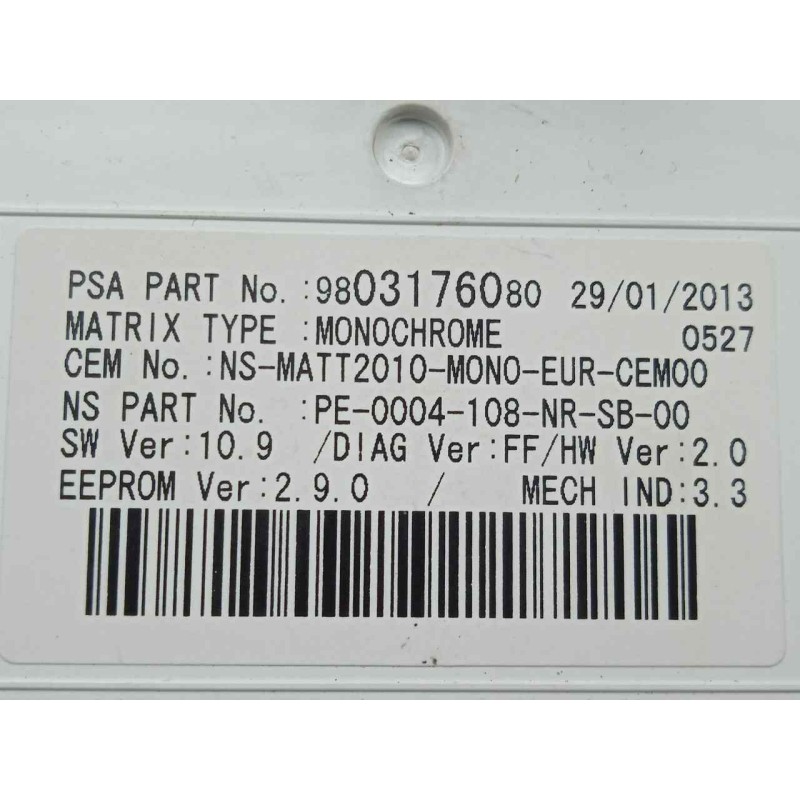 PSA PART No.:9803176080 29/01/2013
MATRIX TYPE :MONOCHROME 0527
CEM No. :NS-MATT2010-MONO-EUR-CEM00
NS PART No. :PE-0004-108-NR-SB-00
SW Ver:10.9 /DIAG Ver:FF/HW Ver:2.0
EEPROM Ver:2.9.0 / MECH IND:3.3